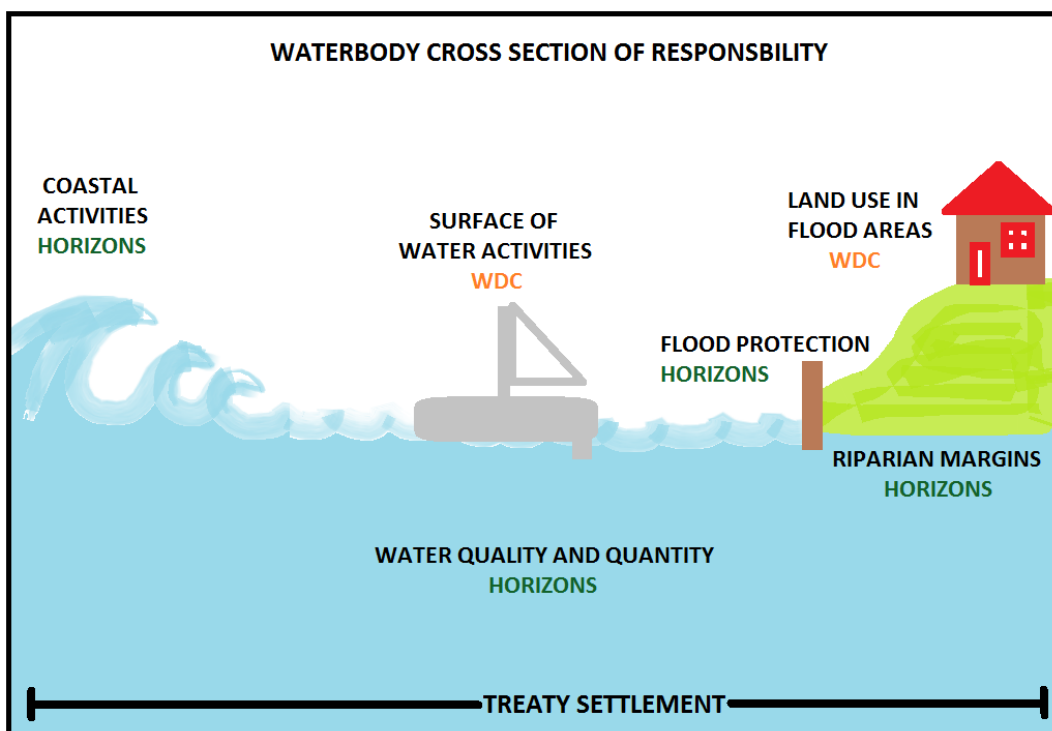 WATERBODY CROSS SECTION OF RESPONSBILITY
COASTAL
ACTIVITIES
HORIZONS
SURFACE OF
WATER ACTIVITIES
WDC
LAND USE IN
FLOOD AREAS
WDC
FLOOD PROTECTION
HORIZONS
RIPARIAN MARGINS
HORIZONS
WATER QUALITY AND QUANTITY
HORIZONS
TREATY SETTLEMENT